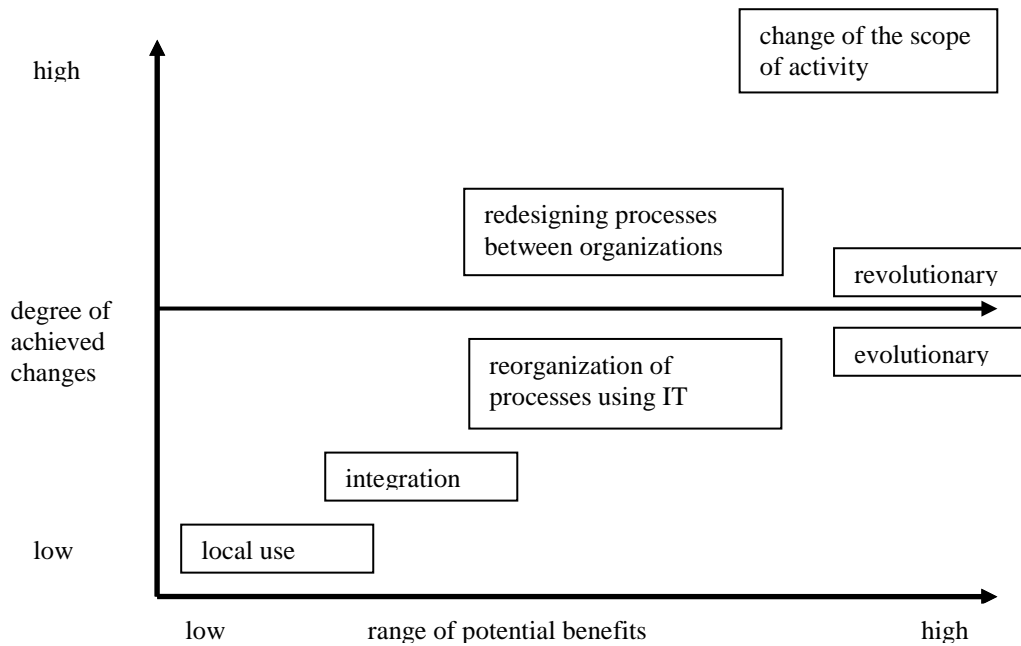 change of the scope
of activity
high
redesigning processes
between organizations
revolutionary
degree of
achieved
changes
evolutionary
reorganization of
processes using IT
integration
local use
low
low
range of potential benefits
high